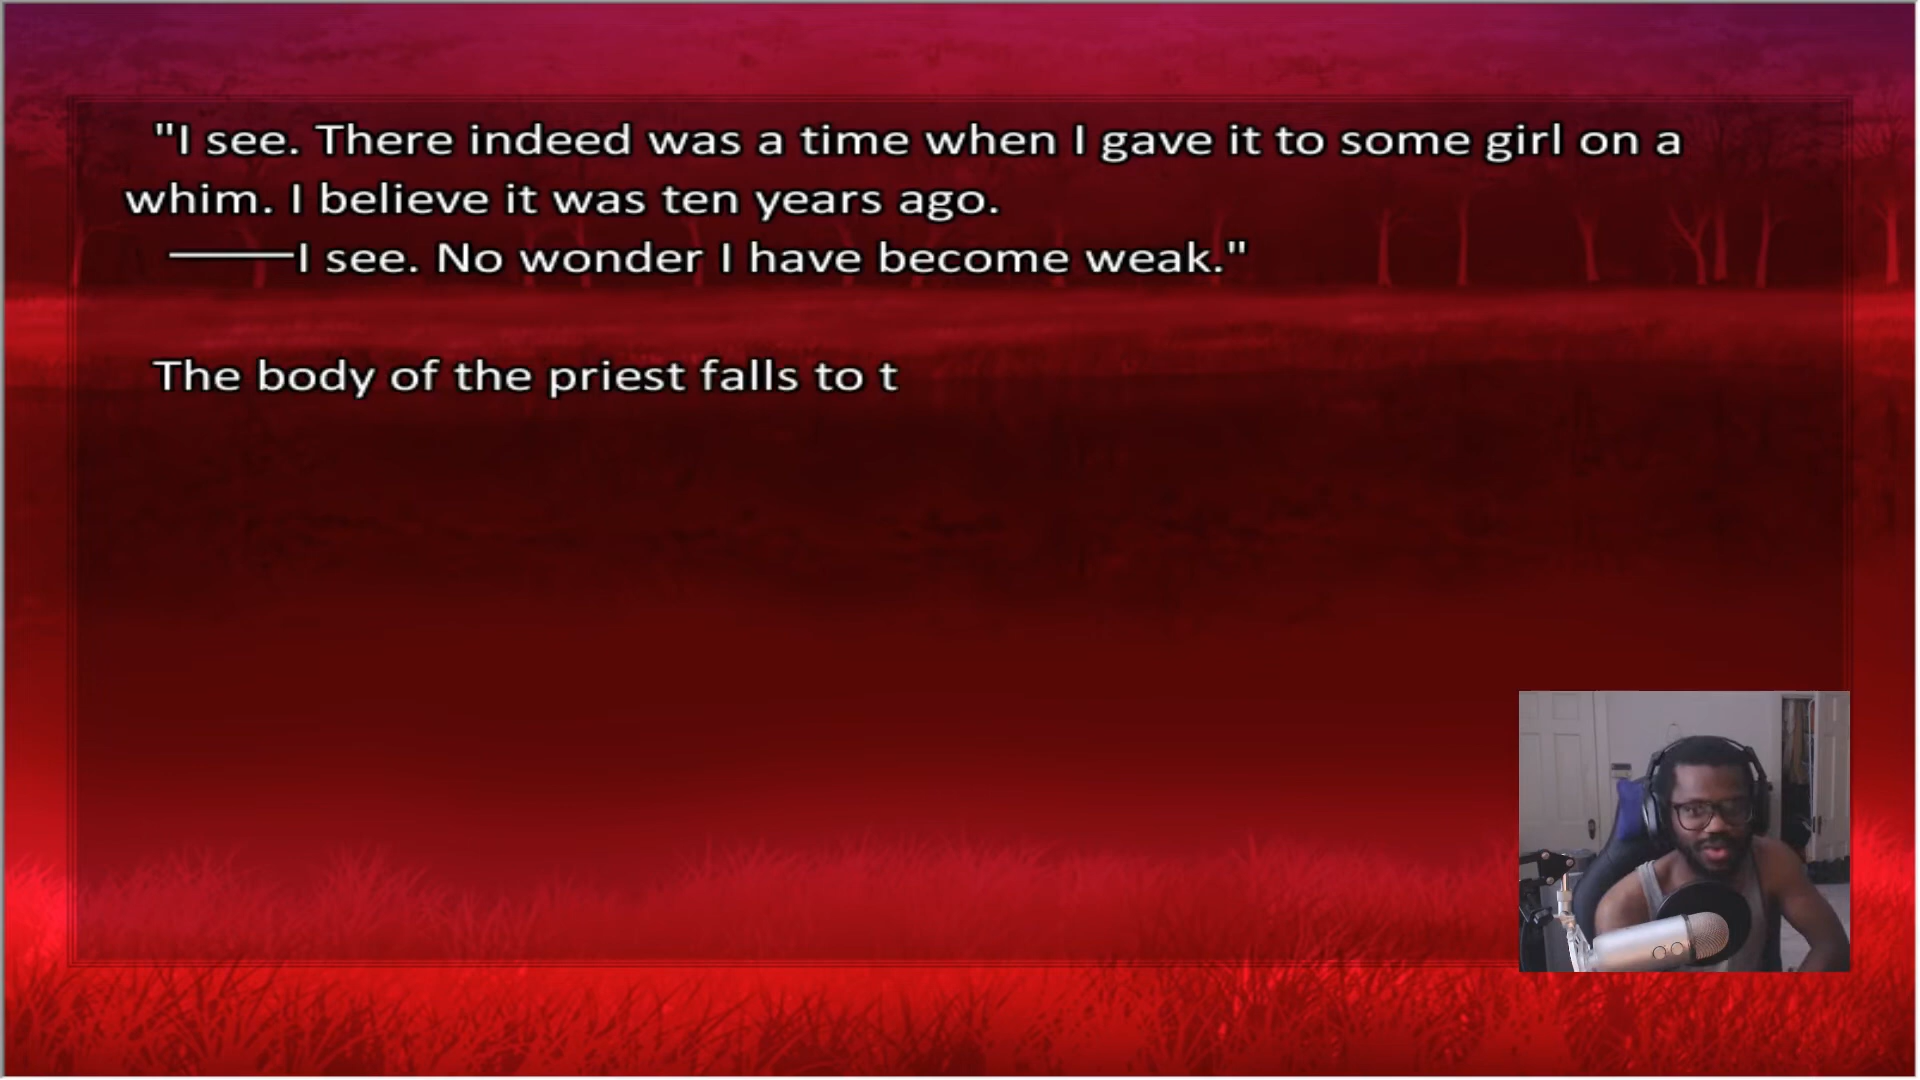 "I see. There indeed was a time when I gave it to some girl on a
whim. I believe it was ten years ago.
———I see. No wonder I have become weak."
The body of the priest falls to t